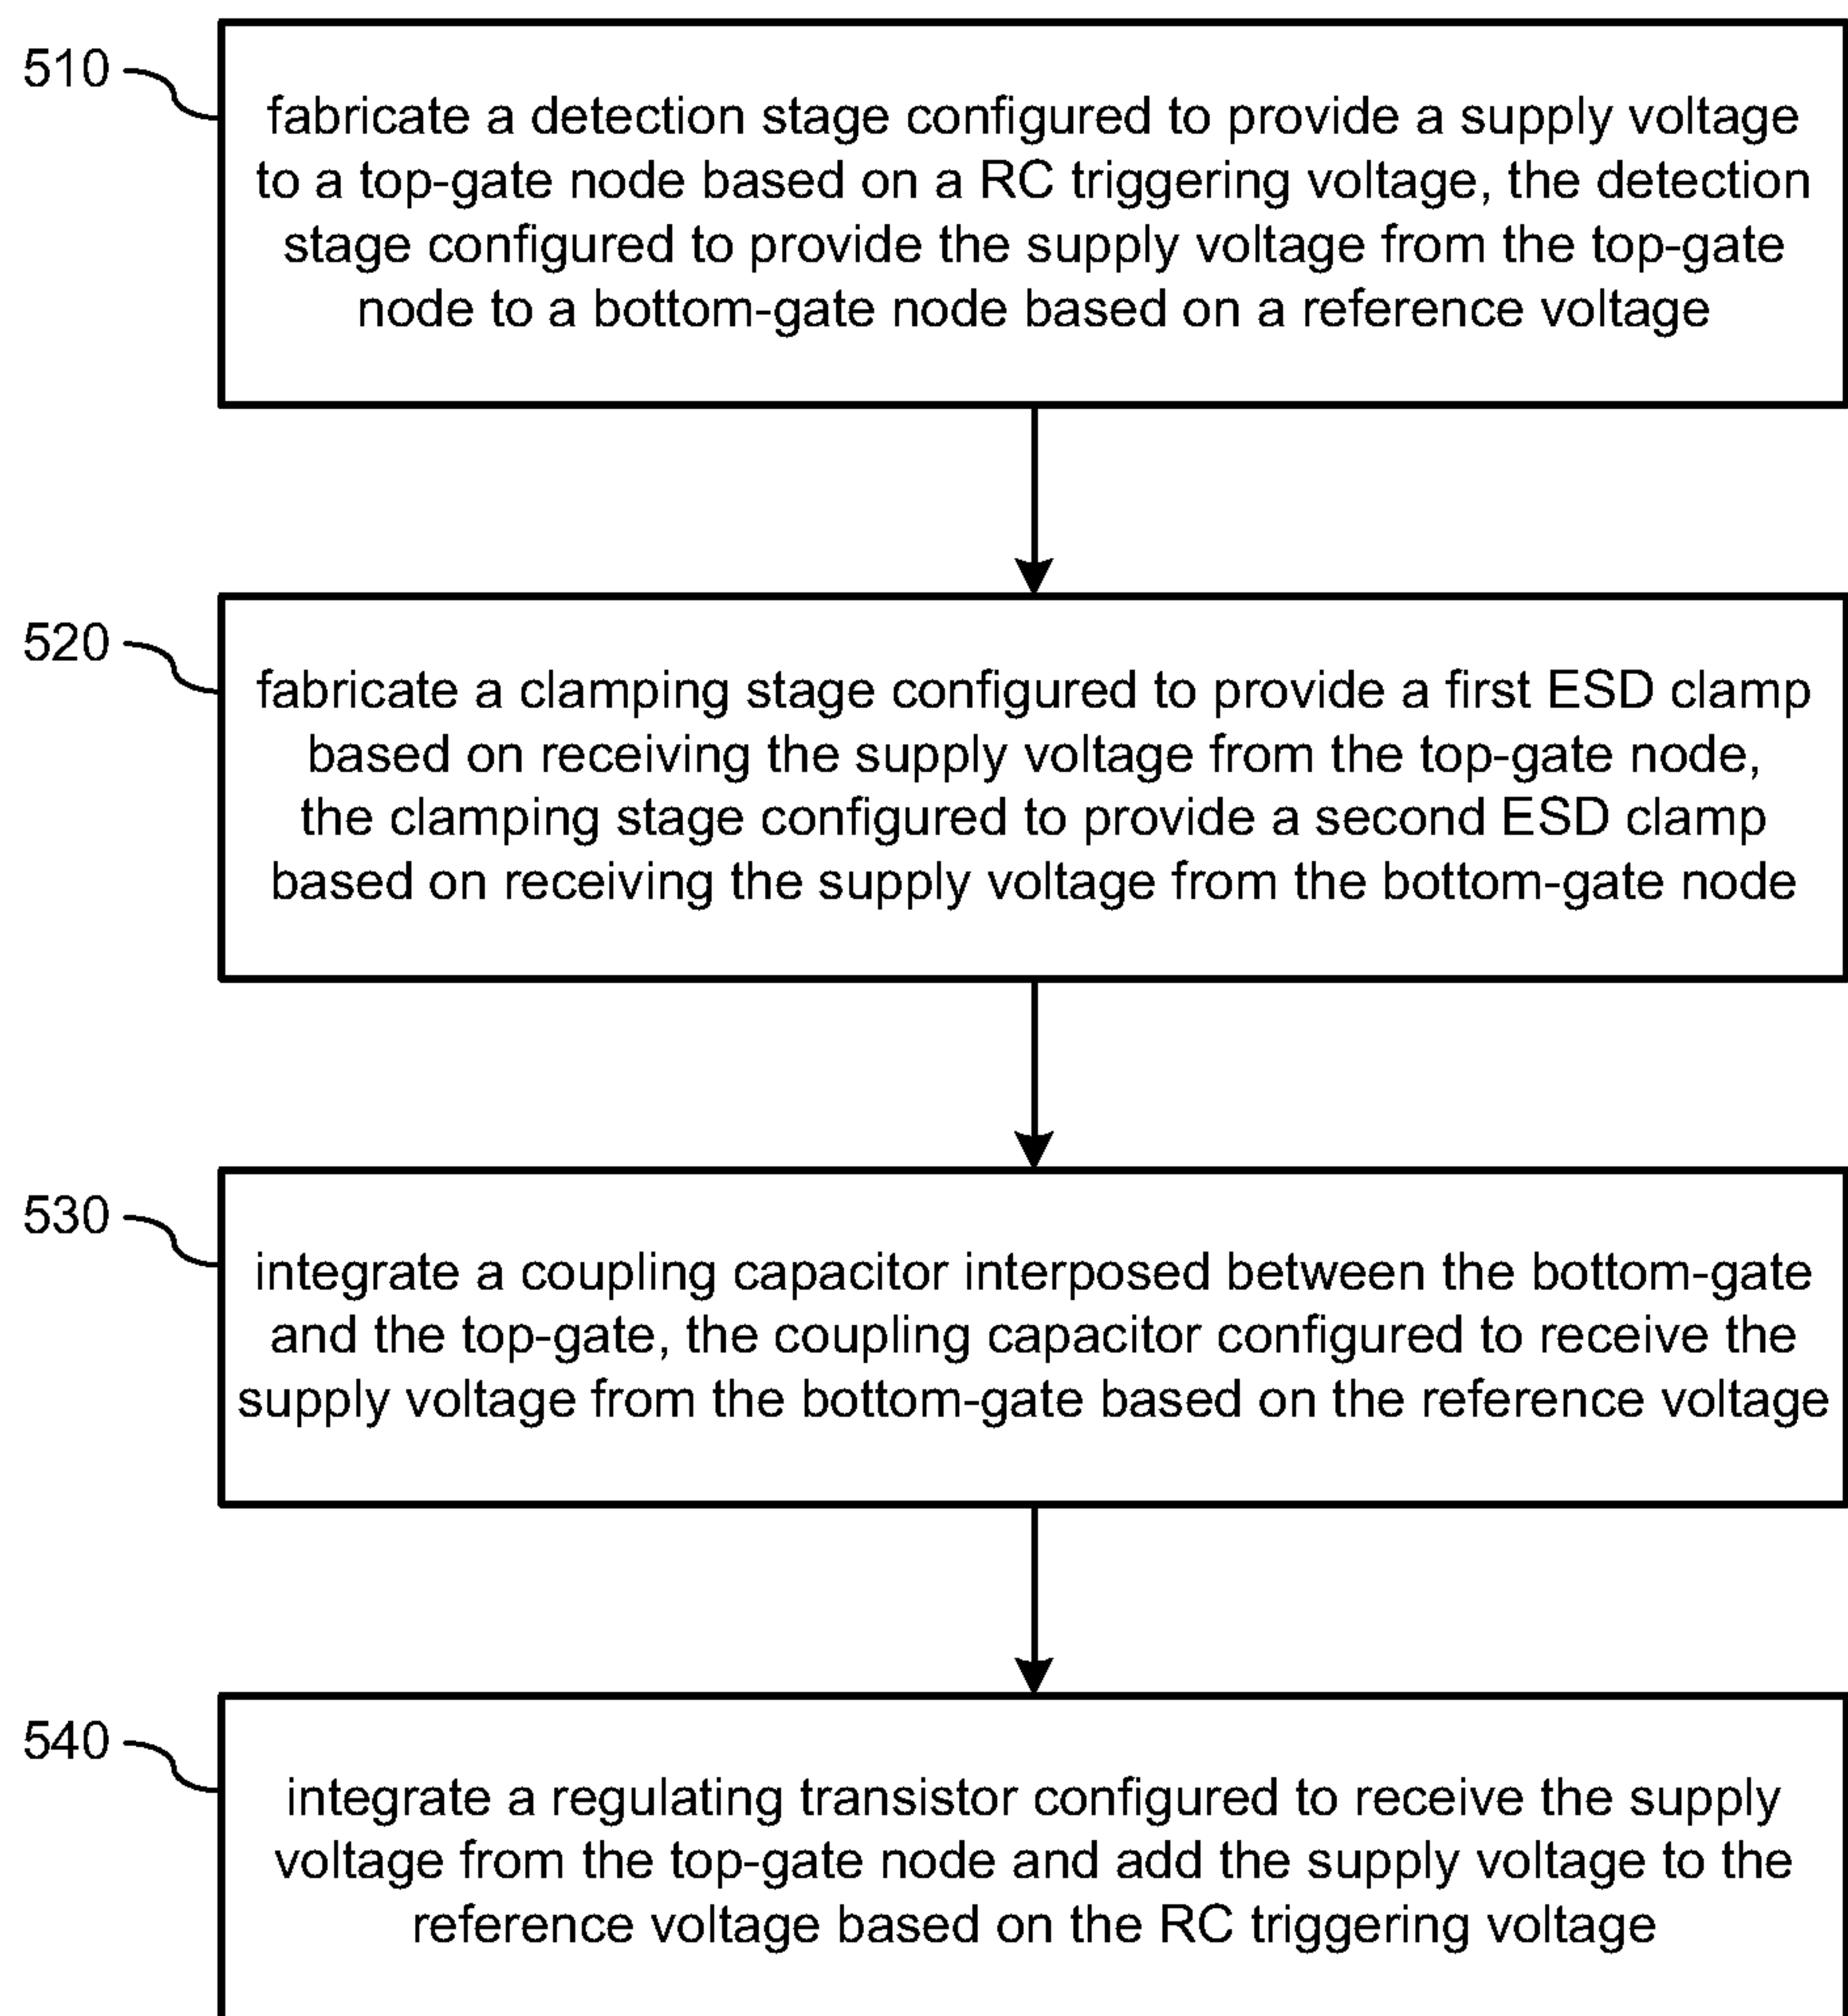 510
fabricate a detection stage configured to provide a supply voltage
to a top-gate node based on a RC triggering voltage, the detection
stage configured to provide the supply voltage from the top-gate
node to a bottom-gate node based on a reference voltage
520
fabricate a clamping stage configured to provide a first ESD clamp
based on receiving the supply voltage from the top-gate node,
the clamping stage configured to provide a second ESD clamp
based on receiving the supply voltage from the bottom-gate node
530
integrate a coupling capacitor interposed between the bottom-gate
and the top-gate, the coupling capacitor configured to receive the
supply voltage from the bottom-gate based on the reference voltage
540
integrate a regulating transistor configured to receive the supply
voltage from the top-gate node and add the supply voltage to the
reference voltage based on the RC triggering voltage